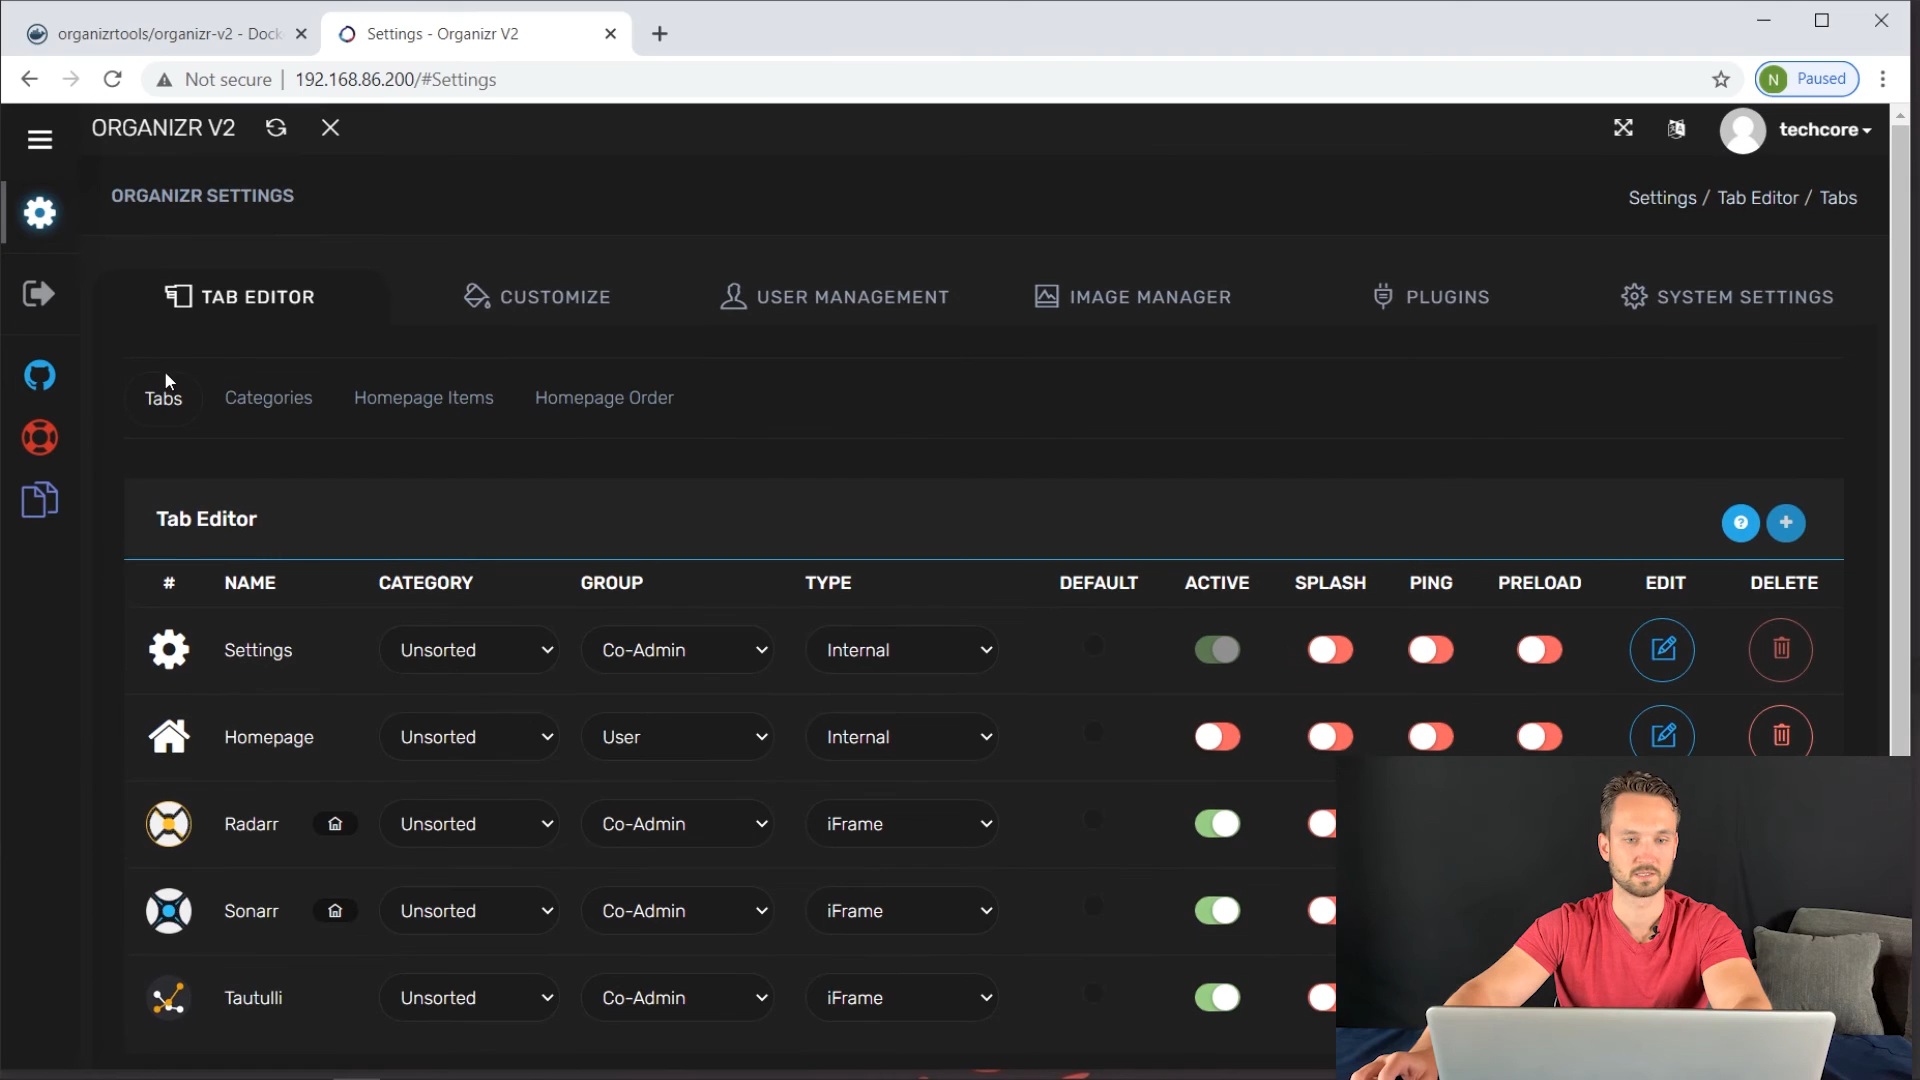 organizrtools/organizr-v2 - Dock
Settings - Organizr V2
Not secure
192.168.86.200/#Settings
N
Paused
ORGANIZR V2
techcore
ORGANIZR SETTINGS
Settings / Tab Editor / Tabs
TAB EDITOR
CUSTOMIZE
USER MANAGEMENT
IMAGE MANAGER
PLUGINS
SYSTEM SETTINGS
Tabs
Categories
Homepage Items
Homepage Order
Tab Editor
# NAME CATEGORY GROUP TYPE DEFAULT ACTIVE SPLASH PING PRELOAD EDIT DELETE
Settings Unsorted Co-Admin Internal
Homepage Unsorted User Internal
Radarr Unsorted Co-Admin iFrame
Sonarr Unsorted Co-Admin iFrame
Tautulli Unsorted Co-Admin iFrame